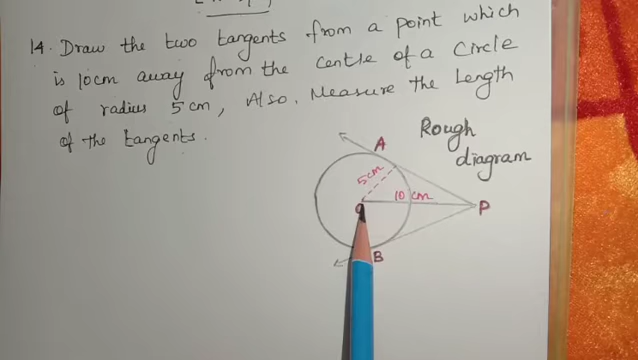 14. Draw the two tangents from a point which
is 10cm away from the centre of a circle
of radius 5cm, Also. Measure the Length
of the tangents.
Rough
diagram
A
5cm
10 cm
P
B